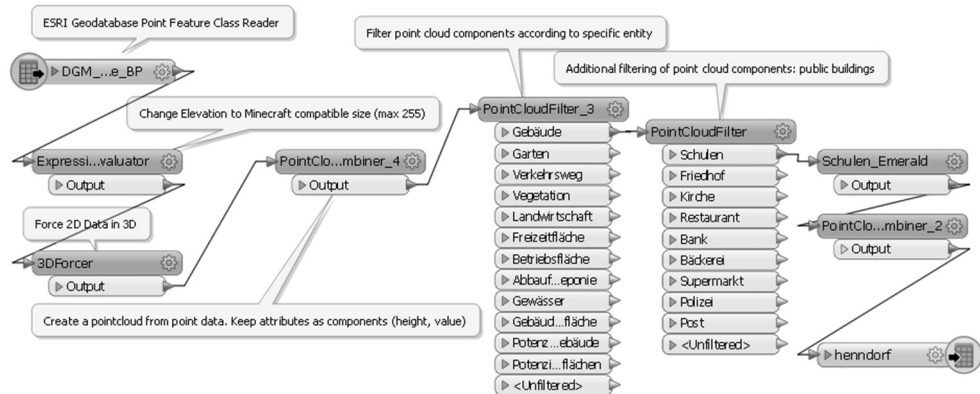 ESRI Geodatabase Point Feature Class Reader
DGM_...e_BP
Change Elevation to Minecraft compatible size (max 255)
Expressi...valuator
Output
Force 2D Data in 3D
3DForcer
Output
PointClo...mbiner_4
Output
Create a pointcloud from point data. Keep attributes as components (height, value)
Filter point cloud components according to specific entity
PointCloudFilter_3
Gebäude
Garten
Verkehrsweg
Vegetation
Landwirtschaft
Freizeitfläche
Betriebsfläche
Abbauf...eponie
Gewässer
Gebäud...fläche
Potenz...ebäude
Potenzi...flächen
<Unfiltered>
Additional filtering of point cloud components: public buildings
PointCloudFilter
Schulen
Friedhof
Kirche
Restaurant
Bank
Bäckerei
Supermarkt
Polizei
Post
<Unfiltered>
Schulen_Emerald
Output
PointClo...mbiner_2
Output
henndorf